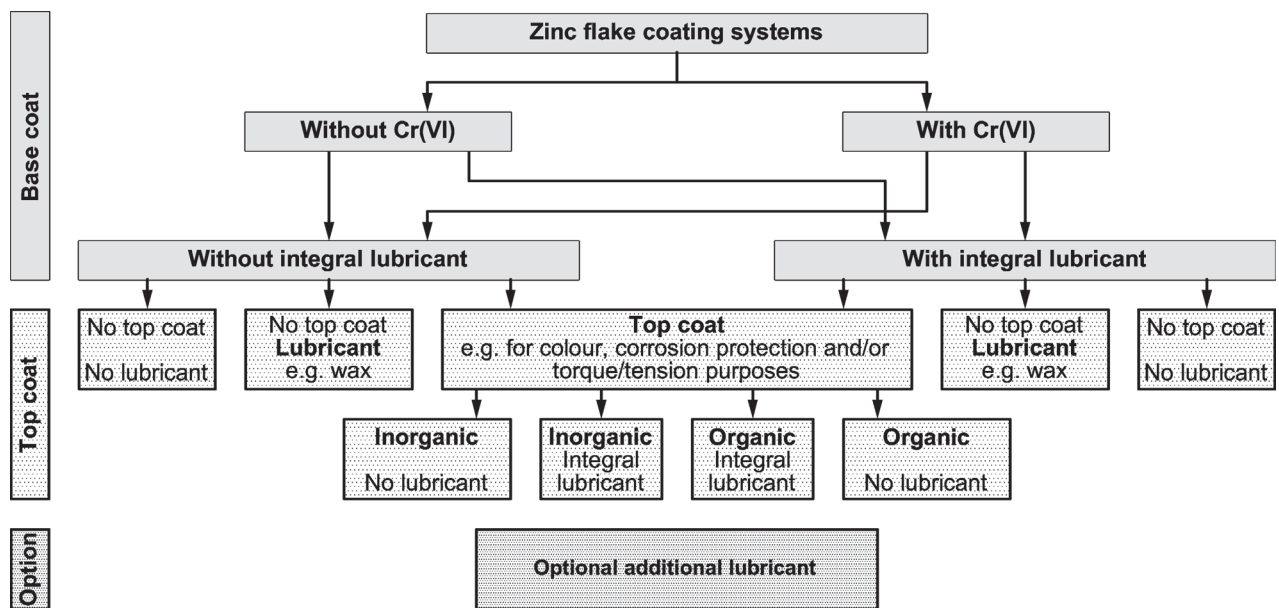 Base coat
Zinc flake coating systems
Without Cr(VI)
With Cr(VI)
Without integral lubricant
With integral lubricant
Top coat
No top coat
No lubricant
No top coat
Lubricant
e.g. wax
Top coat
e.g. for colour, corrosion protection and/or
torque/tension purposes
No top coat
Lubricant
e.g. wax
No top coat
No lubricant
Inorganic
No lubricant
Inorganic
Integral
lubricant
Organic
Integral
lubricant
Organic
No lubricant
Option
Optional additional lubricant